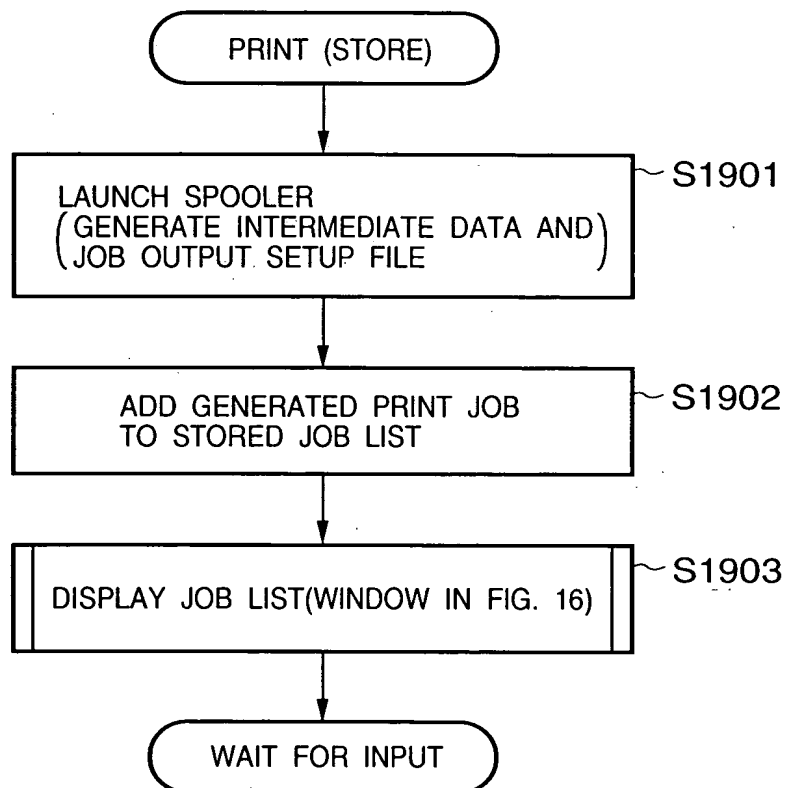 PRINT (STORE)
S1901
LAUNCH SPOOLER
(GENERATE INTERMEDIATE DATA AND
JOB OUTPUT SETUP FILE)
S1902
ADD GENERATED PRINT JOB
TO STORED JOB LIST
S1903
DISPLAY JOB LIST(WINDOW IN FIG. 16)
WAIT FOR INPUT